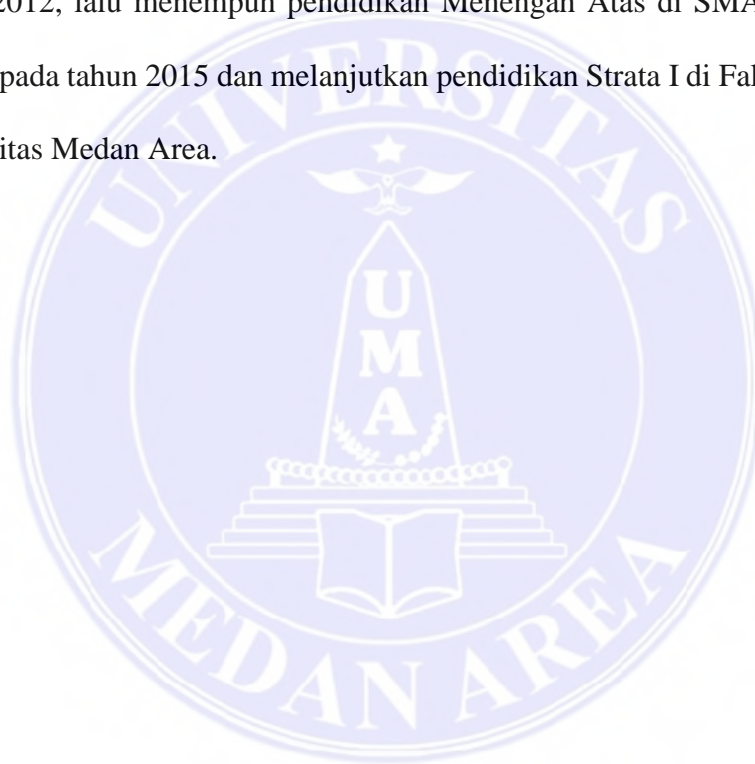 2012, lalu menempuh pendidikan Menengah Atas di SMA
pada tahun 2015 dan melanjutkan pendidikan Strata I di
itas Medan Area.
UNIVERSITAS
UMA
MEDAN AREA